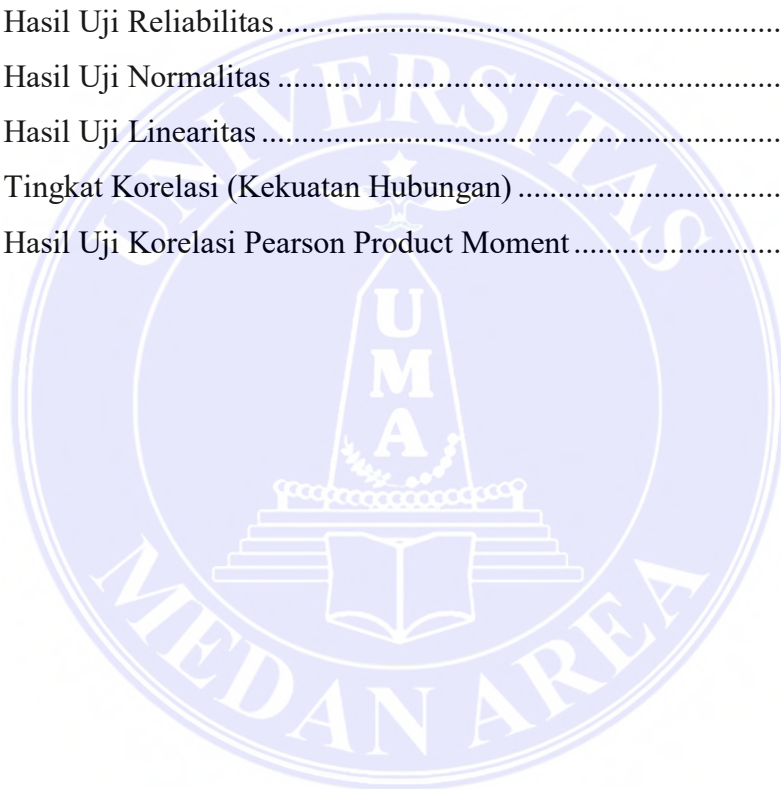 Hasil Uji Reliabilitas................................................................
Hasil Uji Normalitas ................................................................
Hasil Uji Linearitas ..................................................................
Tingkat Korelasi (Kekuatan Hubungan) ..................................
Hasil Uji Korelasi Pearson Product Moment...........................
UNIVERSITAS
U
M
A
MEDAN AREA